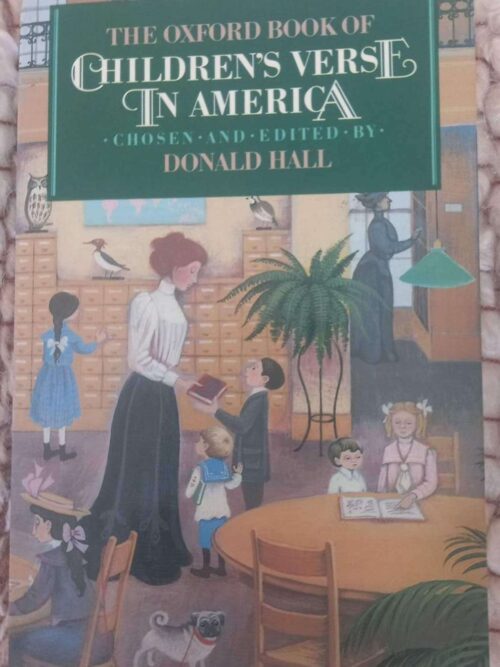 THE OXFORD BOOK OF
CHILDREN'S VERSE
IN AMERICA
·CHOSEN·AND·EDITED·BY·
DONALD HALL